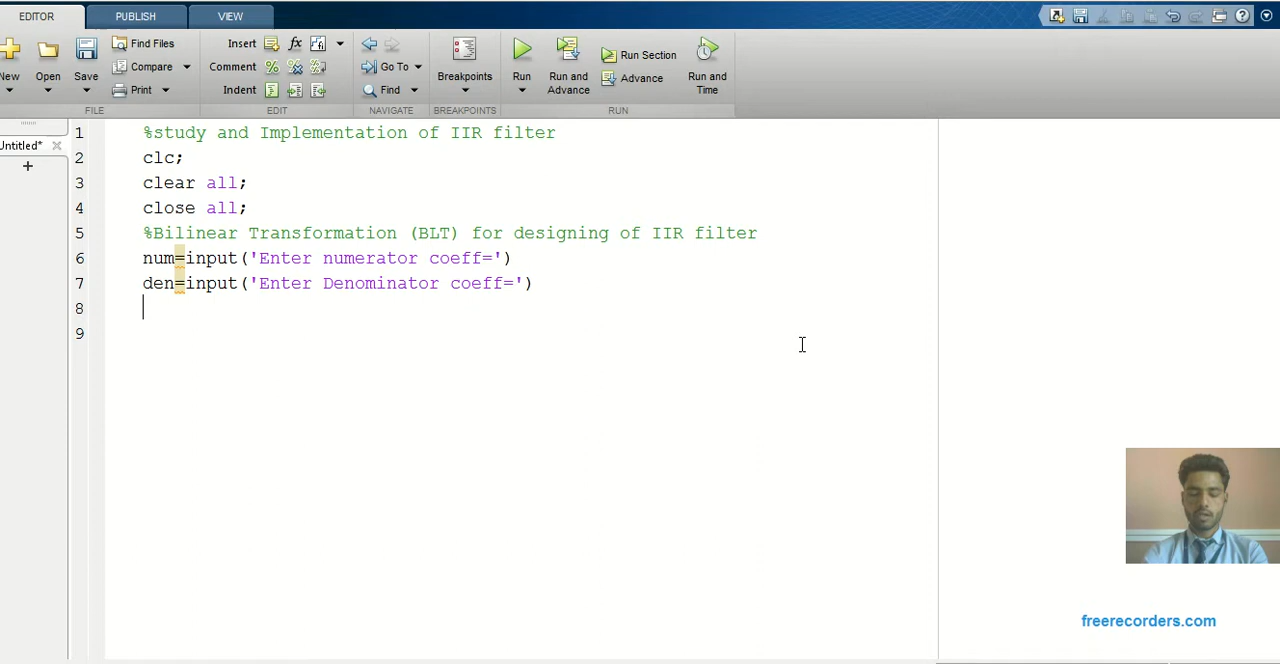 EDITOR PUBLISH VIEW
New Open Save Find Files Compare Print
Insert fx
Comment
Indent
Go To
Find
Breakpoints
Run
Run and Advance
Run Section
Advance
Run and Time
FILE EDIT NAVIGATE BREAKPOINTS RUN
Untitled*
1 %study and Implementation of IIR filter
2 clc;
3 clear all;
4 close all;
5 %Bilinear Transformation (BLT) for designing of IIR filter
6 num=input('Enter numerator coeff=')
7 den=input('Enter Denominator coeff=')
8
9
freerecorders.com